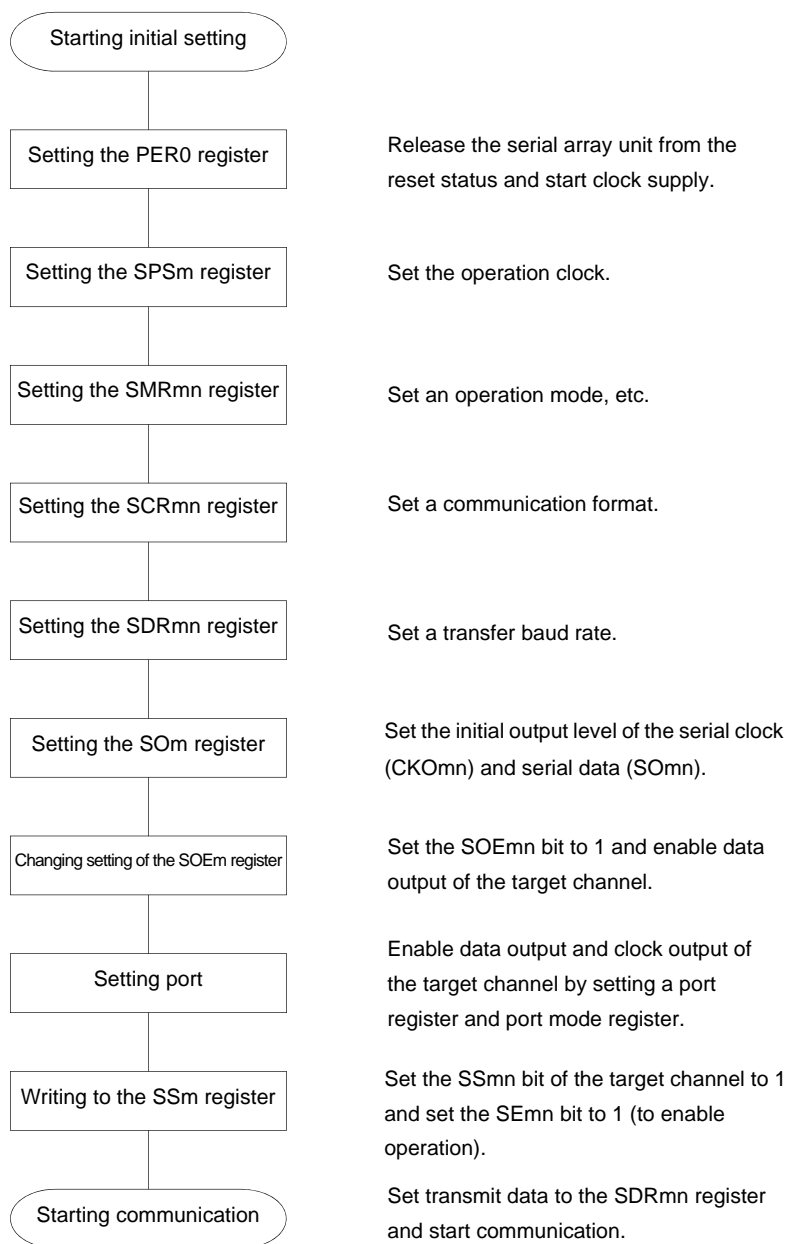 Starting initial setting
Setting the PER0 register
Release the serial array unit from the
reset status and start clock supply.
Setting the SPSm register
Set the operation clock.
Setting the SMRmn register
Set an operation mode, etc.
Setting the SCRmn register
Set a communication format.
Setting the SDRmn register
Set a transfer baud rate.
Setting the SOm register
Set the initial output level of the serial clock
(CKOmn) and serial data (SOmn).
Changing setting of the SOEm register
Set the SOEmn bit to 1 and enable data
output of the target channel.
Setting port
Enable data output and clock output of
the target channel by setting a port
register and port mode register.
Writing to the SSm register
Set the SSmn bit of the target channel to 1
and set the SEmn bit to 1 (to enable
operation).
Starting communication
Set transmit data to the SDRmn register
and start communication.